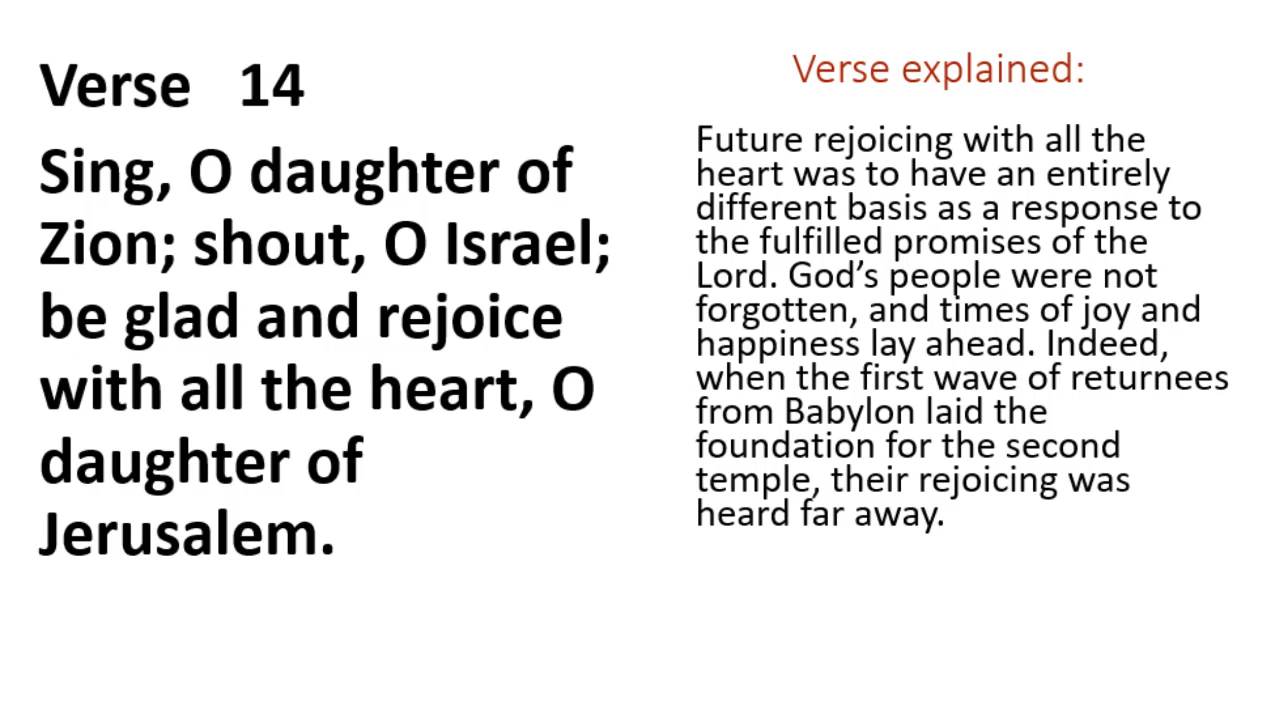 Verse 14
Sing, O daughter of
Zion; shout, O Israel;
be glad and rejoice
with all the heart, O
daughter of
Jerusalem.
Verse explained:
Future rejoicing with all the
heart was to have an entirely
different basis as a response to
the fulfilled promises of the
Lord. God’s people were not
forgotten, and times of joy and
happiness lay ahead. Indeed,
when the first wave of returnees
from Babylon laid the
foundation for the second
temple, their rejoicing was
heard far away.